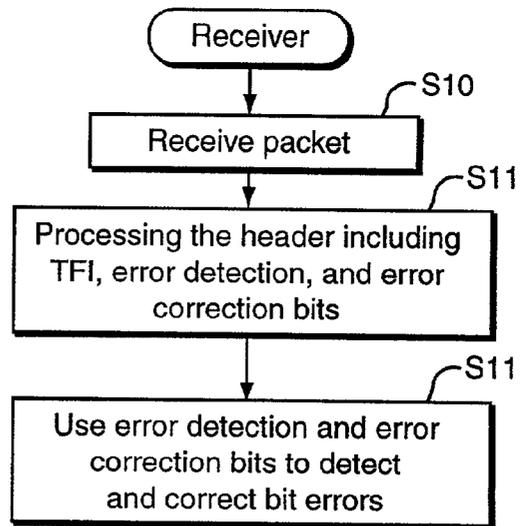 Receiver
S10
Receive packet
S11
Processing the header including
TFI, error detection, and error
correction bits
S11
Use error detection and error
correction bits to detect
and correct bit errors